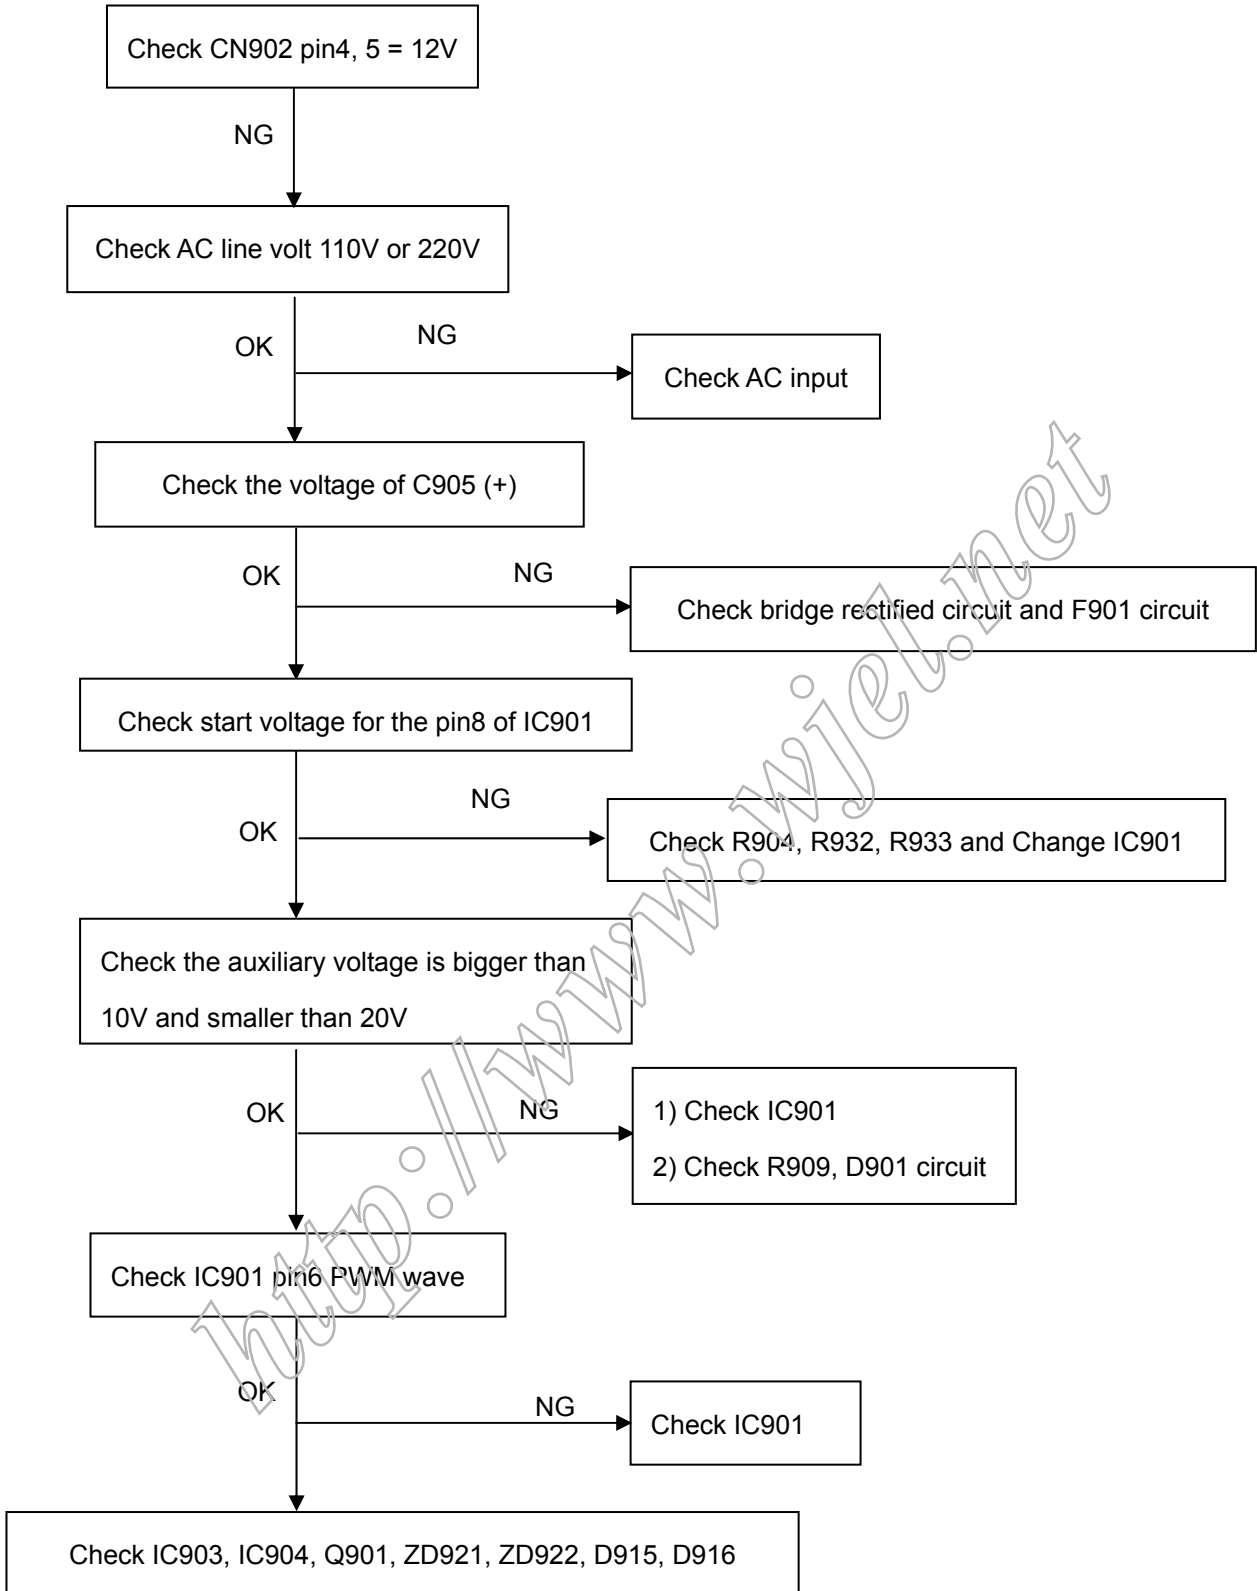 Check CN902 pin4, 5 = 12V
NG
Check AC line volt 110V or 220V
OK
NG
Check AC input
Check the voltage of C905 (+)
OK
NG
Check bridge rectified circuit and F901 circuit
Check start voltage for the pin8 of IC901
NG
OK
Check R904, R932, R933 and Change IC901
Check the auxiliary voltage is bigger than
10V and smaller than 20V
OK
NG
1) Check IC901
2) Check R909, D901 circuit
Check IC901 pin6 PWM wave
OK
NG
Check IC901
Check IC903, IC904, Q901, ZD921, ZD922, D915, D916
http://www.wjel.net